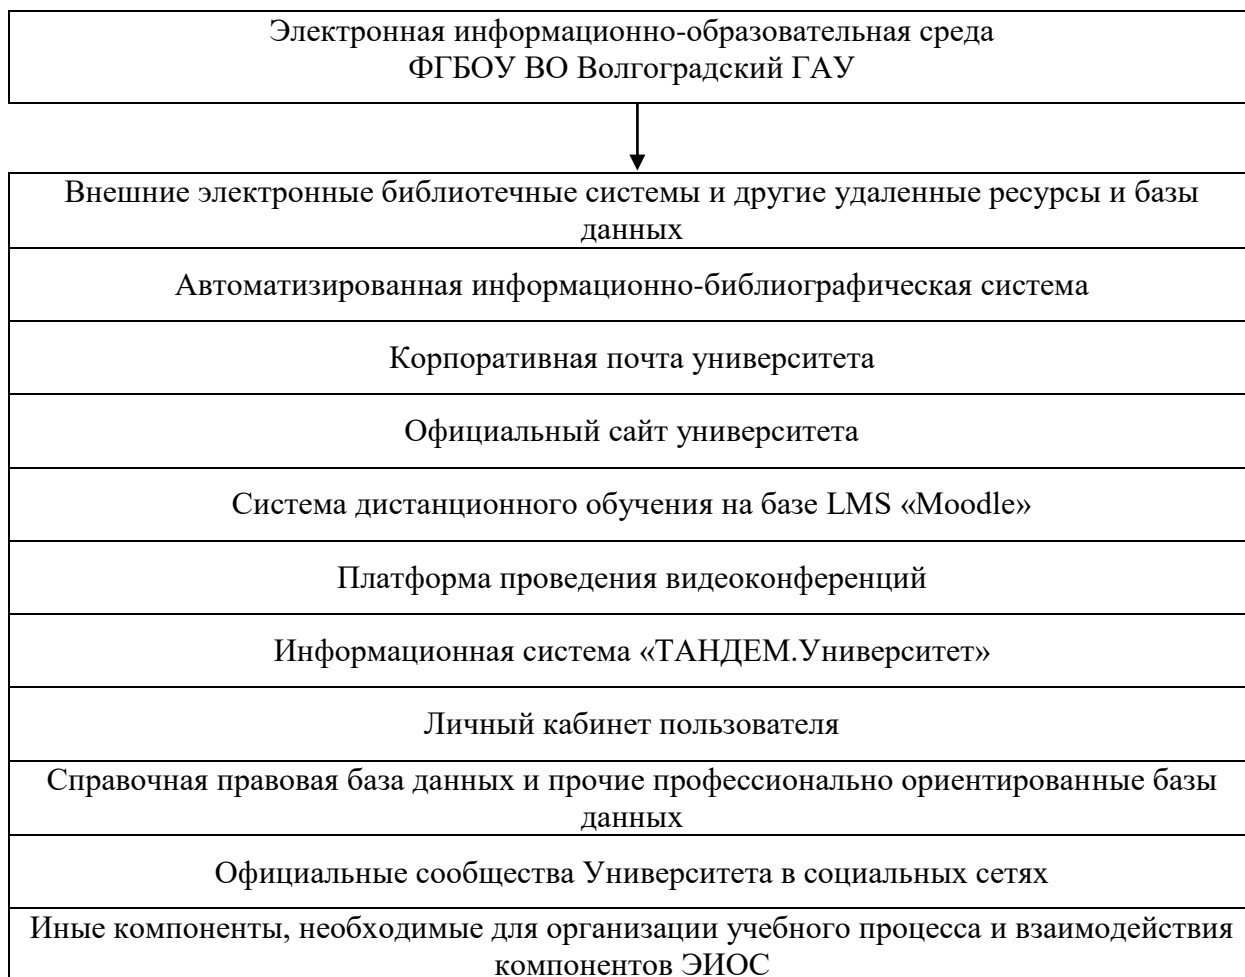 Электронная информационно-образовательная среда
ФГБОУ ВО Волгоградский ГАУ
Внешние электронные библиотечные системы и другие удаленные ресурсы и базы
данных
Автоматизированная информационно-библиографическая система
Корпоративная почта университета
Официальный сайт университета
Система дистанционного обучения на базе LMS «Moodle»
Платформа проведения видеоконференций
Информационная система «ТАНДЕМ.Университет»
Личный кабинет пользователя
Справочная правовая база данных и прочие профессионально ориентированные базы
данных
Официальные сообщества Университета в социальных сетях
Иные компоненты, необходимые для организации учебного процесса и взаимодействия
компонентов ЭИОС